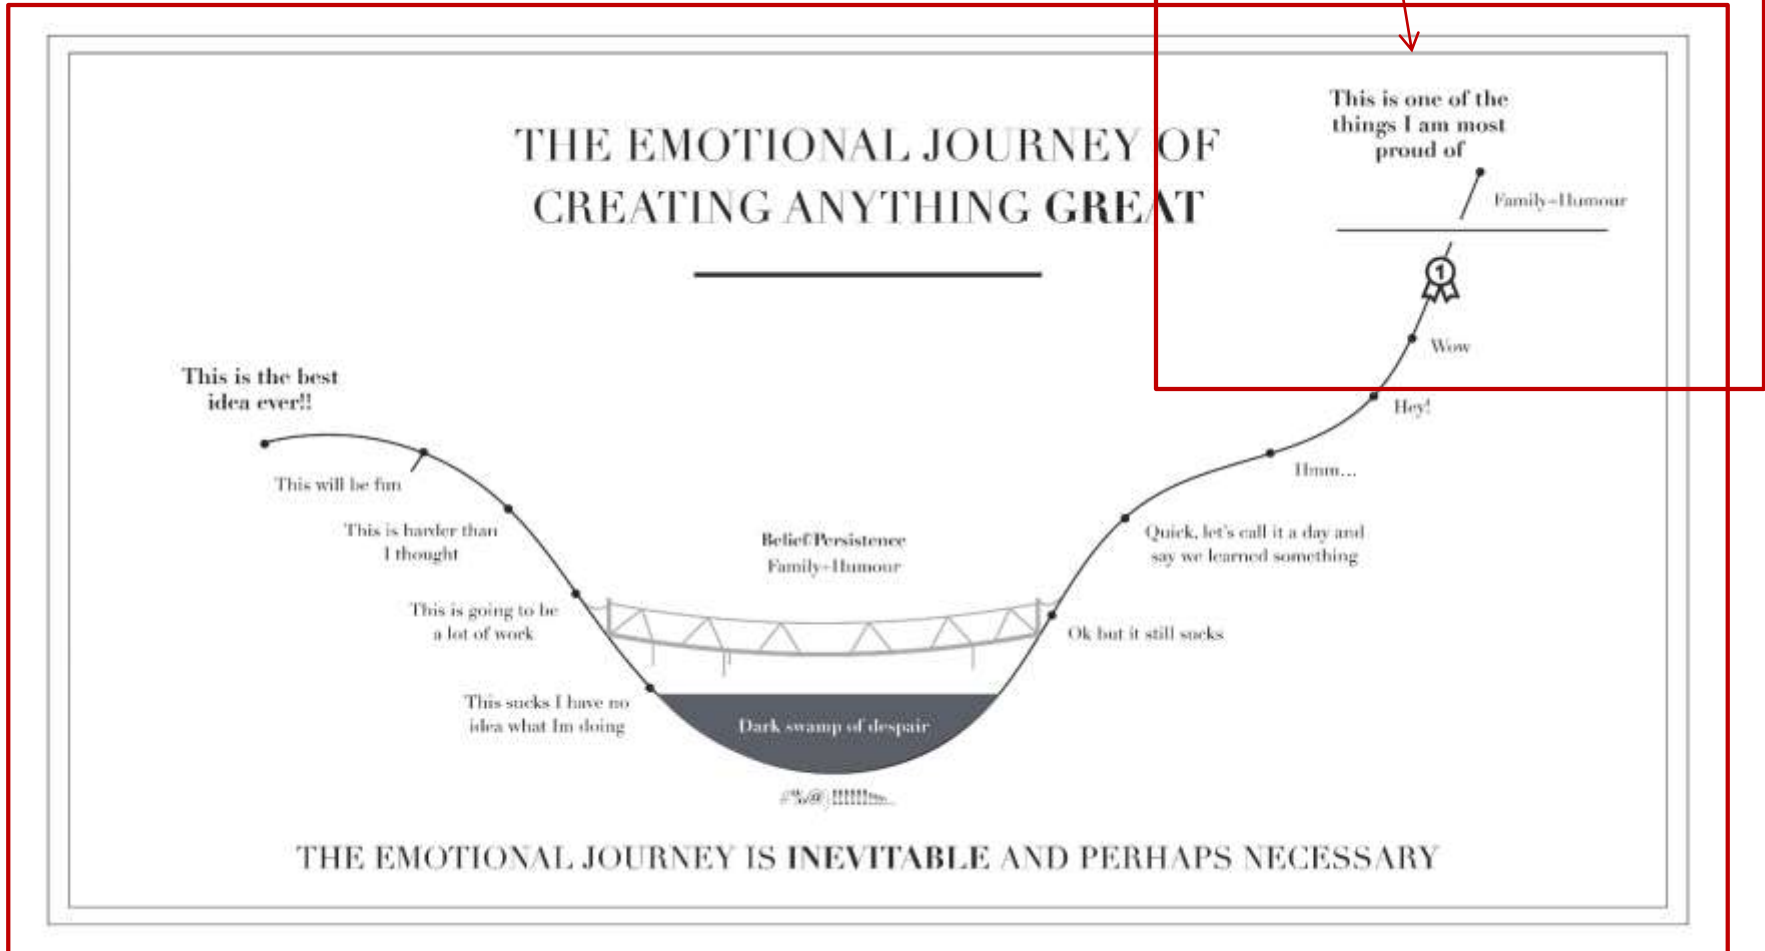 THE EMOTIONAL JOURNEY OF
CREATING ANYTHING GREAT
This is one of the
things I am most
proud of
Family-Humour
1
Wow
Hey!
Hmm...
Quick, let's call it a day and
say we learned something
Ok but it still sucks
This is the best
idea ever!!
This will be fun
This is harder than
I thought
This is going to be
a lot of work
This sucks I have no
idea what Im doing
Belief&Persistence
Family-Humour
Dark swamp of despair
THE EMOTIONAL JOURNEY IS INEVITABLE AND PERHAPS NECESSARY